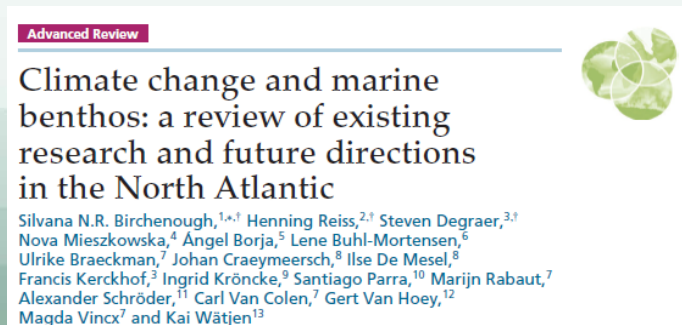 Advanced Review
Climate change and marine
benthos: a review of existing
research and future directions
in the North Atlantic
Silvana N.R. Birchenough,1,*,† Henning Reiss,2,† Steven Degraer,3,†
Nova Mieszkowska,4 Ángel Borja,5 Lene Buhl-Mortensen,6
Ulrike Braeckman,7 Johan Craeymeersch,8 Ilse De Mesel,8
Francis Kerckhof,3 Ingrid Kröncke,9 Santiago Parra,10 Marijn Rabaut,7
Alexander Schröder,11 Carl Van Colen,7 Gert Van Hoey,12
Magda Vincx7 and Kai Wätjen13